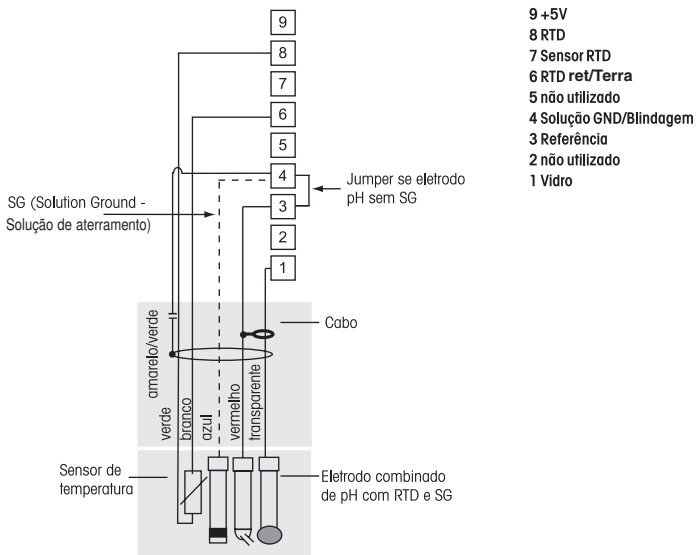 9
8
7
6
5
4
3
2
1
9 +5V
8 RTD
7 Sensor RTD
6 RTD ret/Terra
5 não utilizado
4 Solução GND/Blindagem
3 Referência
2 não utilizado
1 Vidro
Jumper se eletrodo
pH sem SG
SG (Solution Ground -
Solução de aterramento)
Cabo
amarelo/verde
verde
branco
azul
vermelho
transparente
Sensor de
temperatura
Eletrodo combinado
de pH com RTD e SG